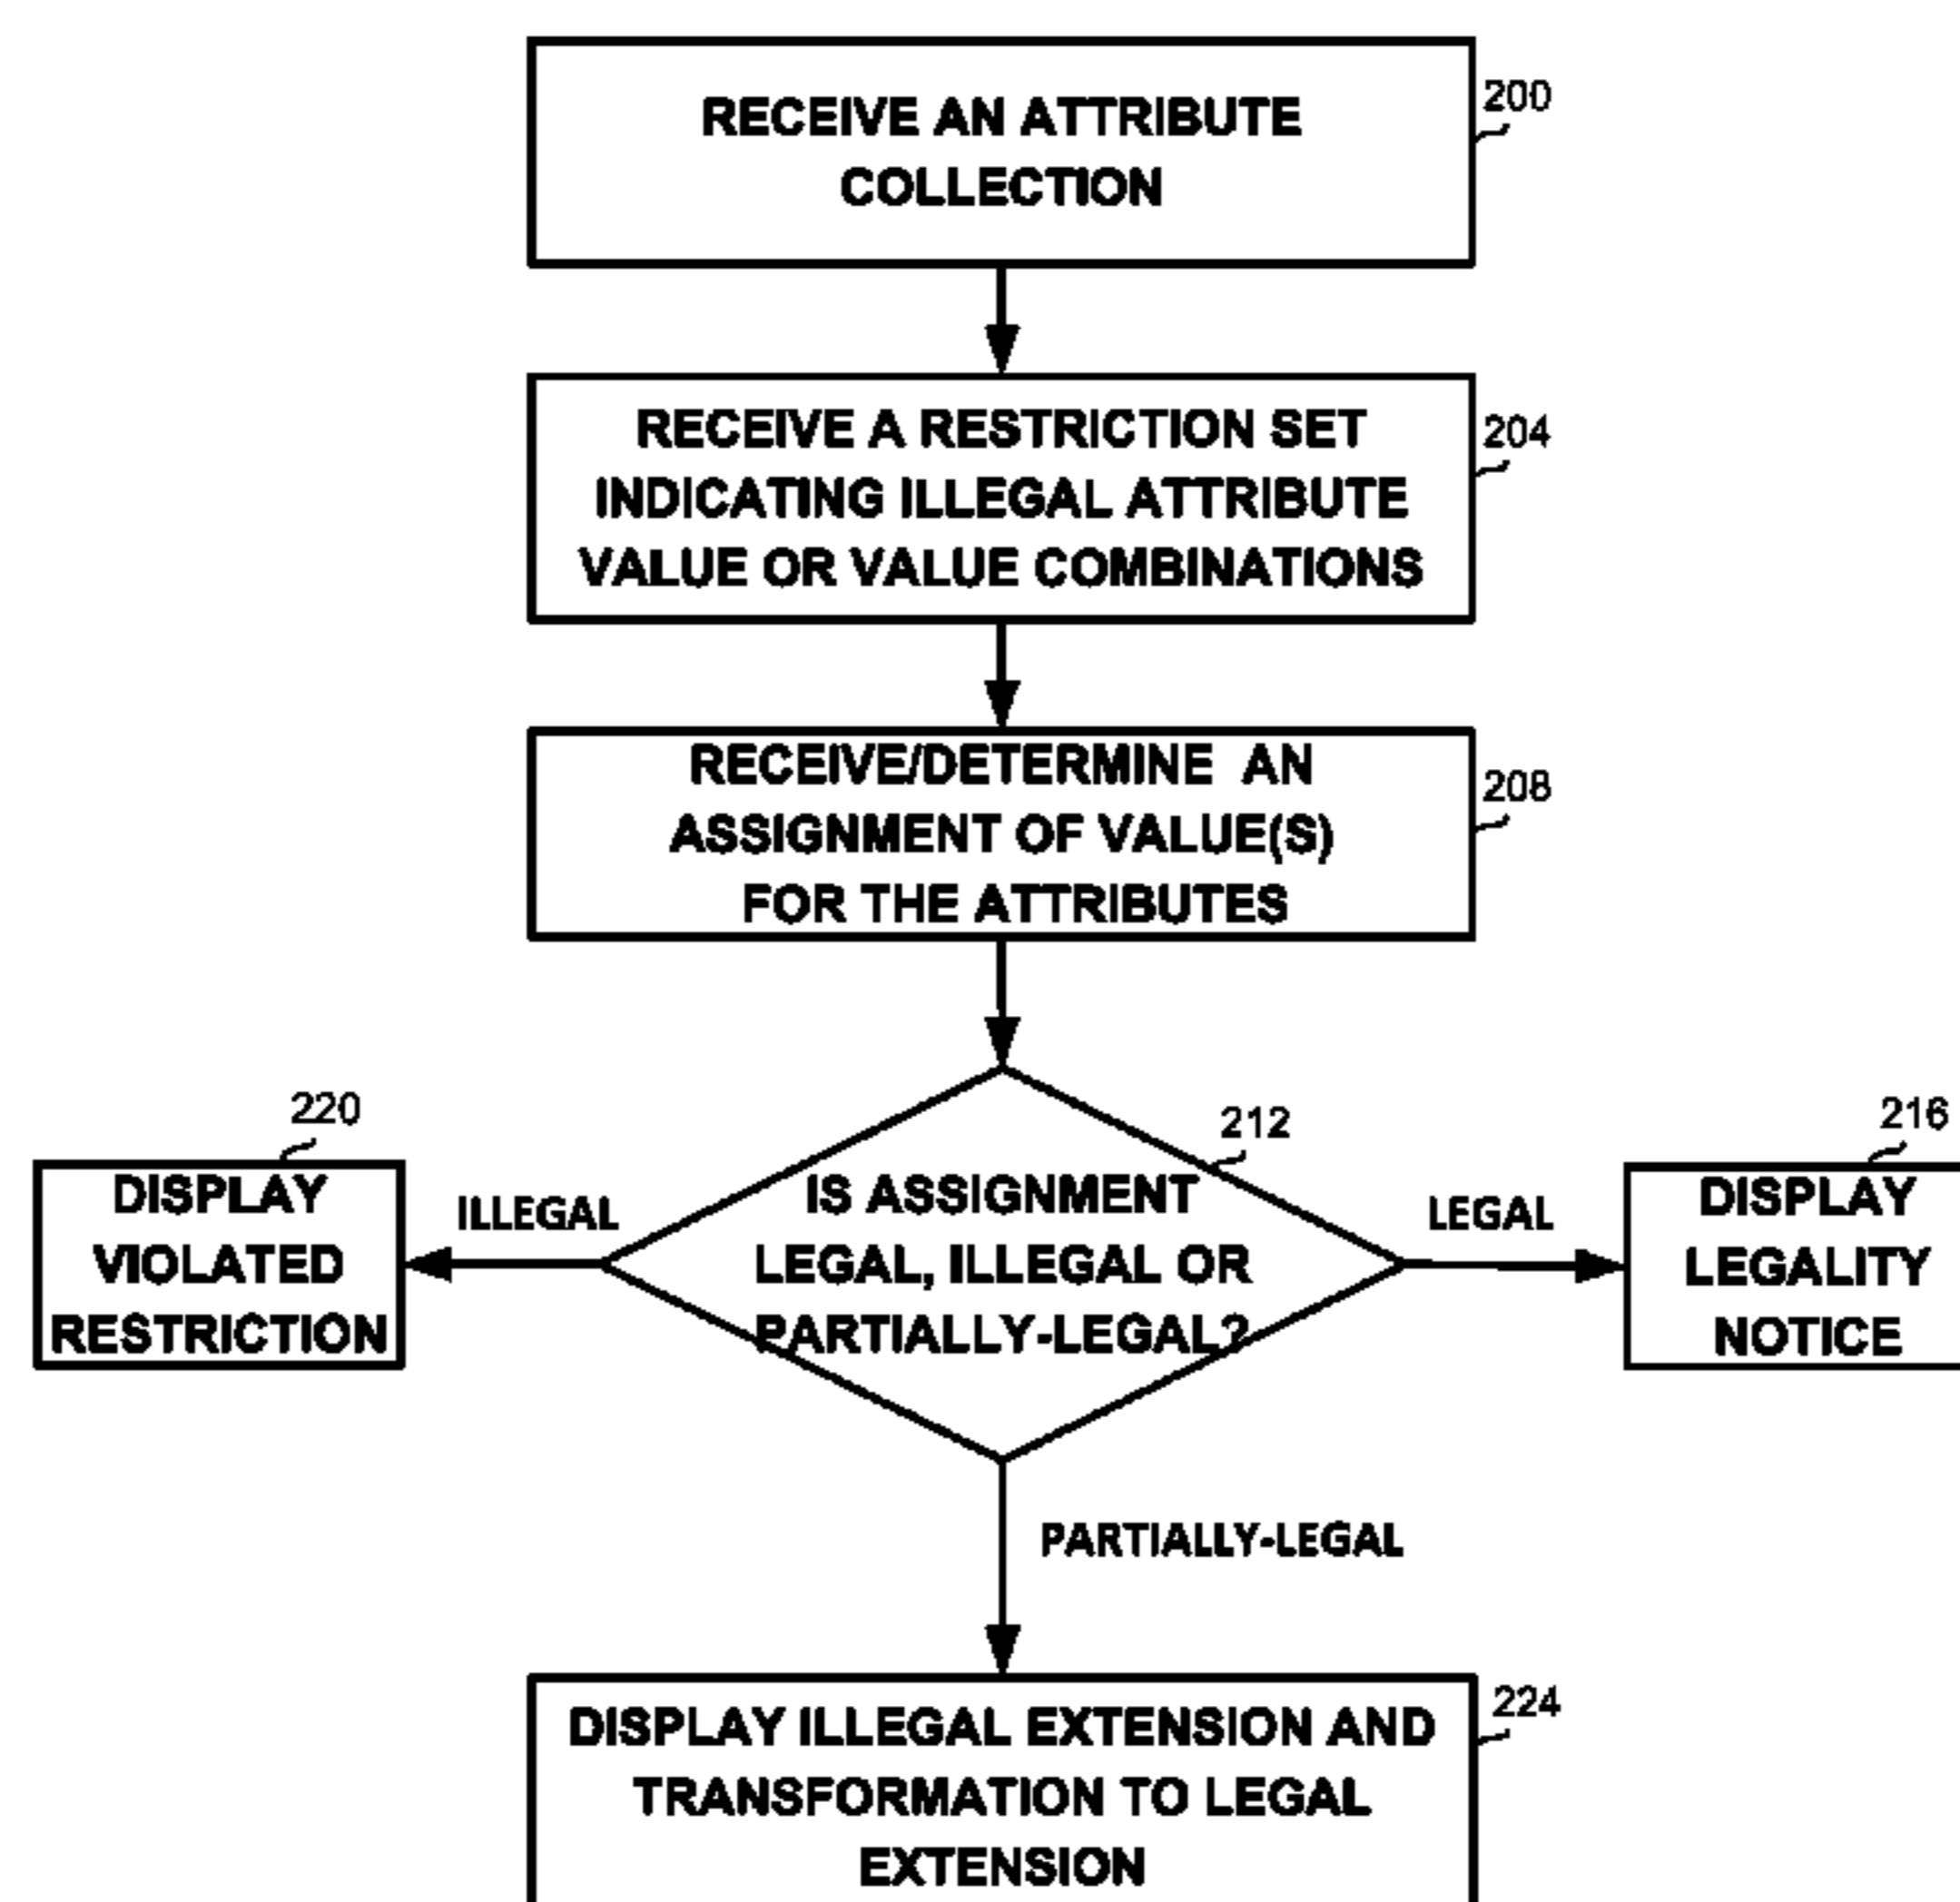 RECEIVE AN ATTRIBUTE
COLLECTION
200
RECEIVE A RESTRICTION SET
INDICATING ILLEGAL ATTRIBUTE
VALUE OR VALUE COMBINATIONS
204
RECEIVE/DETERMINE AN
ASSIGNMENT OF VALUE(S)
FOR THE ATTRIBUTES
208
220
DISPLAY
VIOLATED
RESTRICTION
ILLEGAL
212
IS ASSIGNMENT
LEGAL, ILLEGAL OR
PARTIALLY-LEGAL?
LEGAL
216
DISPLAY
LEGALITY
NOTICE
PARTIALLY-LEGAL
224
DISPLAY ILLEGAL EXTENSION AND
TRANSFORMATION TO LEGAL
EXTENSION